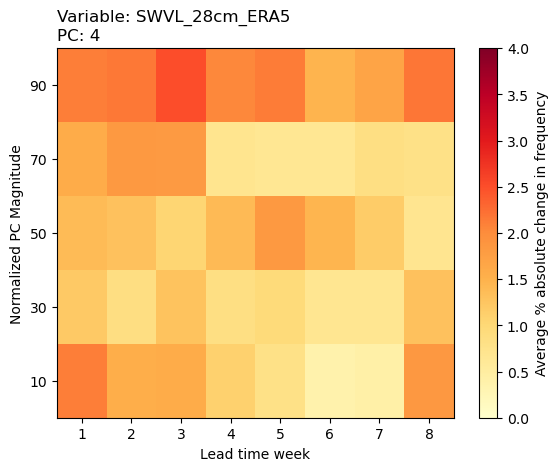 Variable: SWVL_28cm_ERA5
PC: 4
90
70
50
30
10
Normalized PC Magnitude
1 2 3 4 5 6 7 8
Lead time week
4.0
3.5
3.0
2.5
2.0
1.5
1.0
0.5
0.0
Average % absolute change in frequency